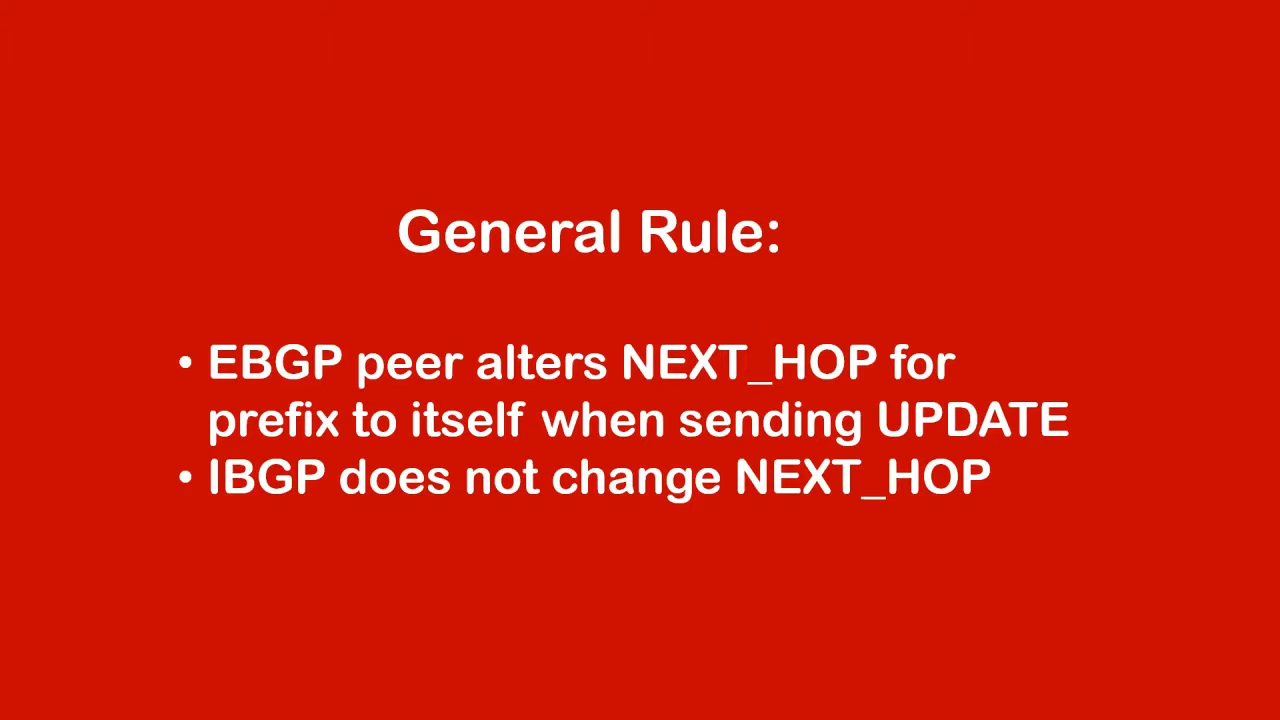 General Rule:
• EBGP peer alters NEXT_HOP for
prefix to itself when sending UPDATE
• IBGP does not change NEXT_HOP